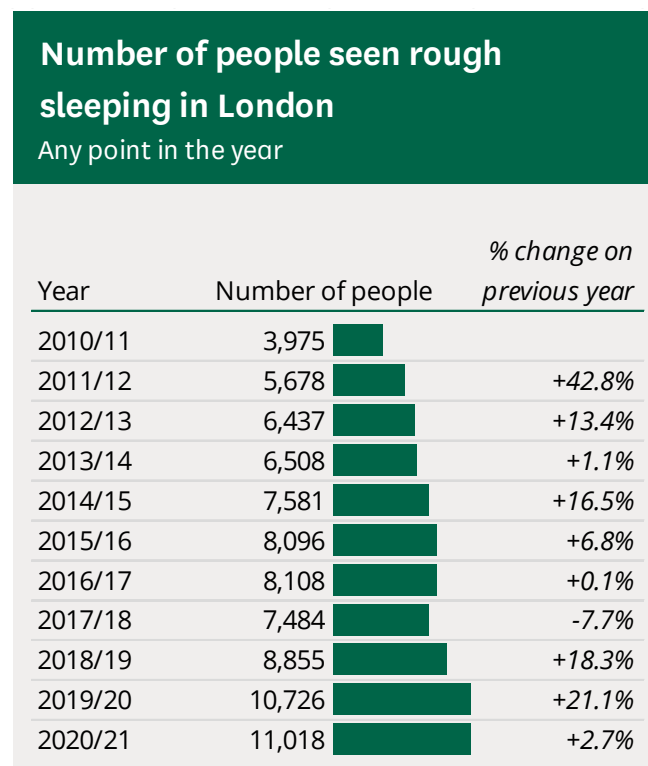 Number of people seen rough
sleeping in London
Any point in the year
% change on
Year Number of people previous year
2010/11 3,975
2011/12 5,678 +42.8%
2012/13 6,437 +13.4%
2013/14 6,508 +1.1%
2014/15 7,581 +16.5%
2015/16 8,096 +6.8%
2016/17 8,108 +0.1%
2017/18 7,484 -7.7%
2018/19 8,855 +18.3%
2019/20 10,726 +21.1%
2020/21 11,018 +2.7%